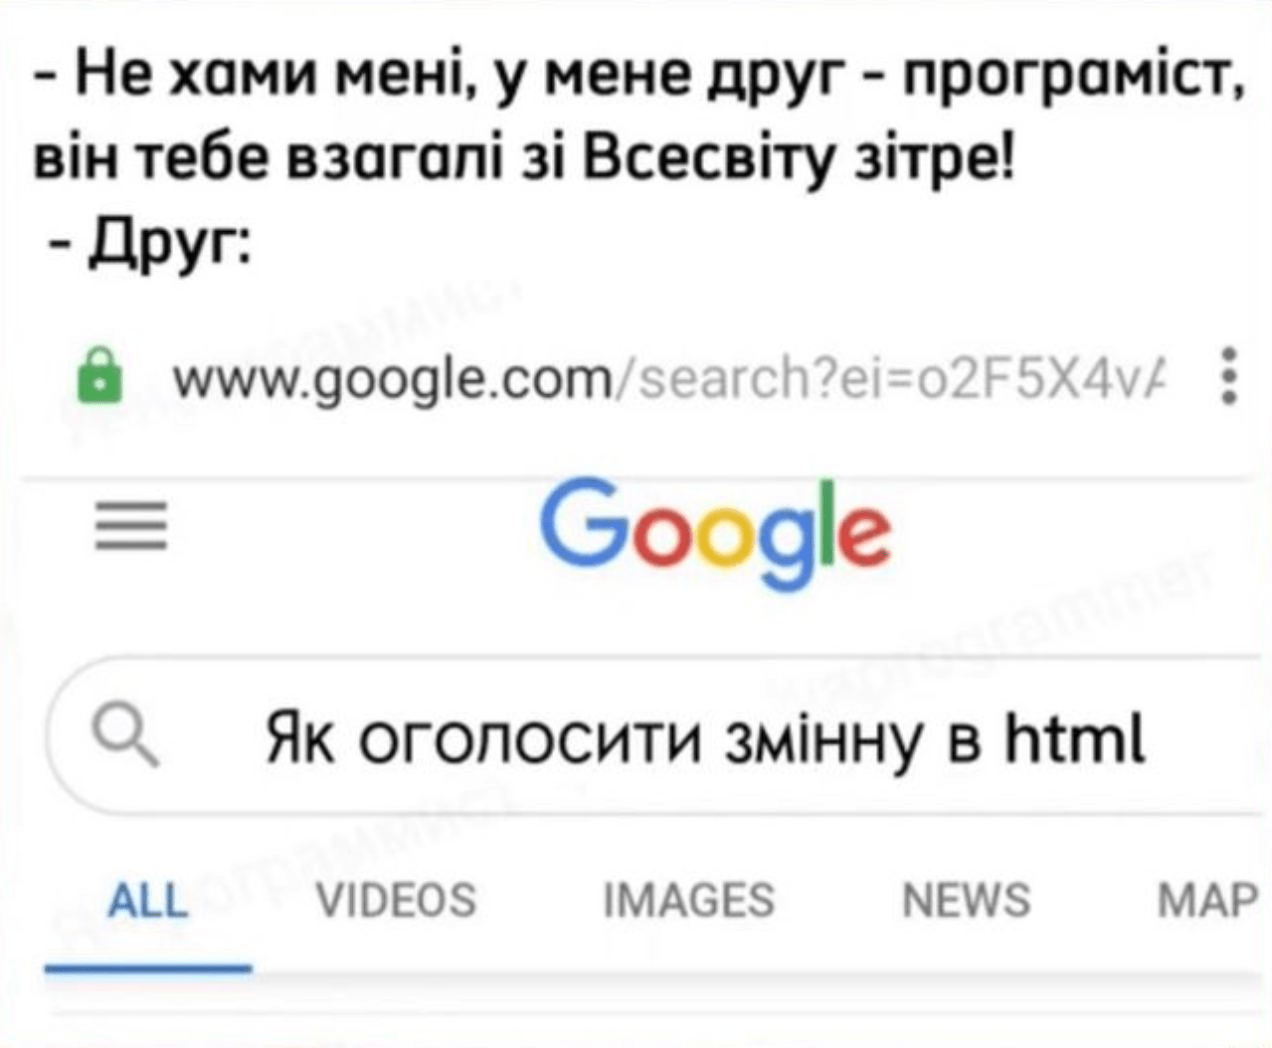 - Не хами мені, у мене друг - програміст,
він тебе взагалі зі Всесвіту зітре!
- Друг:
www.google.com/search?ei=o2F5X4v
Google
Як оголосити змінну в html
ALL VIDEOS IMAGES NEWS MAP